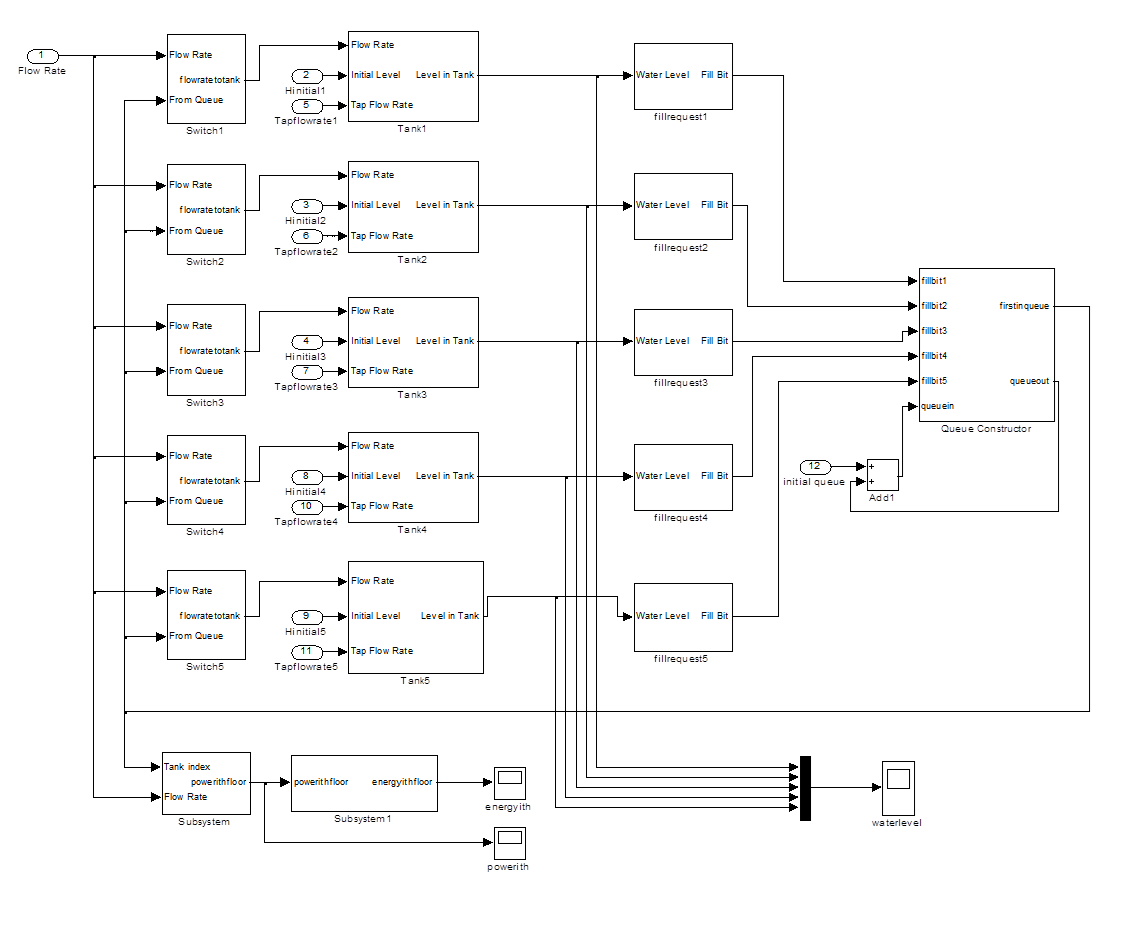 1
Flow Rate
Flow Rate
flowratetotank
From Queue
Switch1
2
Hinitial1
5
Tapflowrate1
Flow Rate
Initial Level
Level in Tank
Tap Flow Rate
Tank1
Water Level
Fill Bit
fillrequest1
Flow Rate
flowratetotank
From Queue
Switch2
3
Hinitial2
6
Tapflowrate2
Flow Rate
Initial Level
Level in Tank
Tap Flow Rate
Tank2
Water Level
Fill Bit
fillrequest2
Flow Rate
flowratetotank
From Queue
Switch3
4
Hinitial3
7
Tapflowrate3
Flow Rate
Initial Level
Level in Tank
Tap Flow Rate
Tank3
Water Level
Fill Bit
fillrequest3
fillbit1
fillbit2
fillbit3
fillbit4
fillbit5
queuein
firstinqueue
queueout
Queue Constructor
Flow Rate
flowratetotank
From Queue
Switch4
8
Hinitial4
10
Tapflowrate4
Flow Rate
Initial Level
Level in Tank
Tap Flow Rate
Tank4
Water Level
Fill Bit
fillrequest4
12
initial queue
+
+
Add1
Flow Rate
flowratetotank
From Queue
Switch5
9
Hinitial5
11
Tapflowrate5
Flow Rate
Initial Level
Level in Tank
Tap Flow Rate
Tank5
Water Level
Fill Bit
fillrequest5
Tank index
powerithfloor
Flow Rate
Subsystem
powerithfloor
energyithfloor
Subsystem1
energyith
powerith
waterlevel